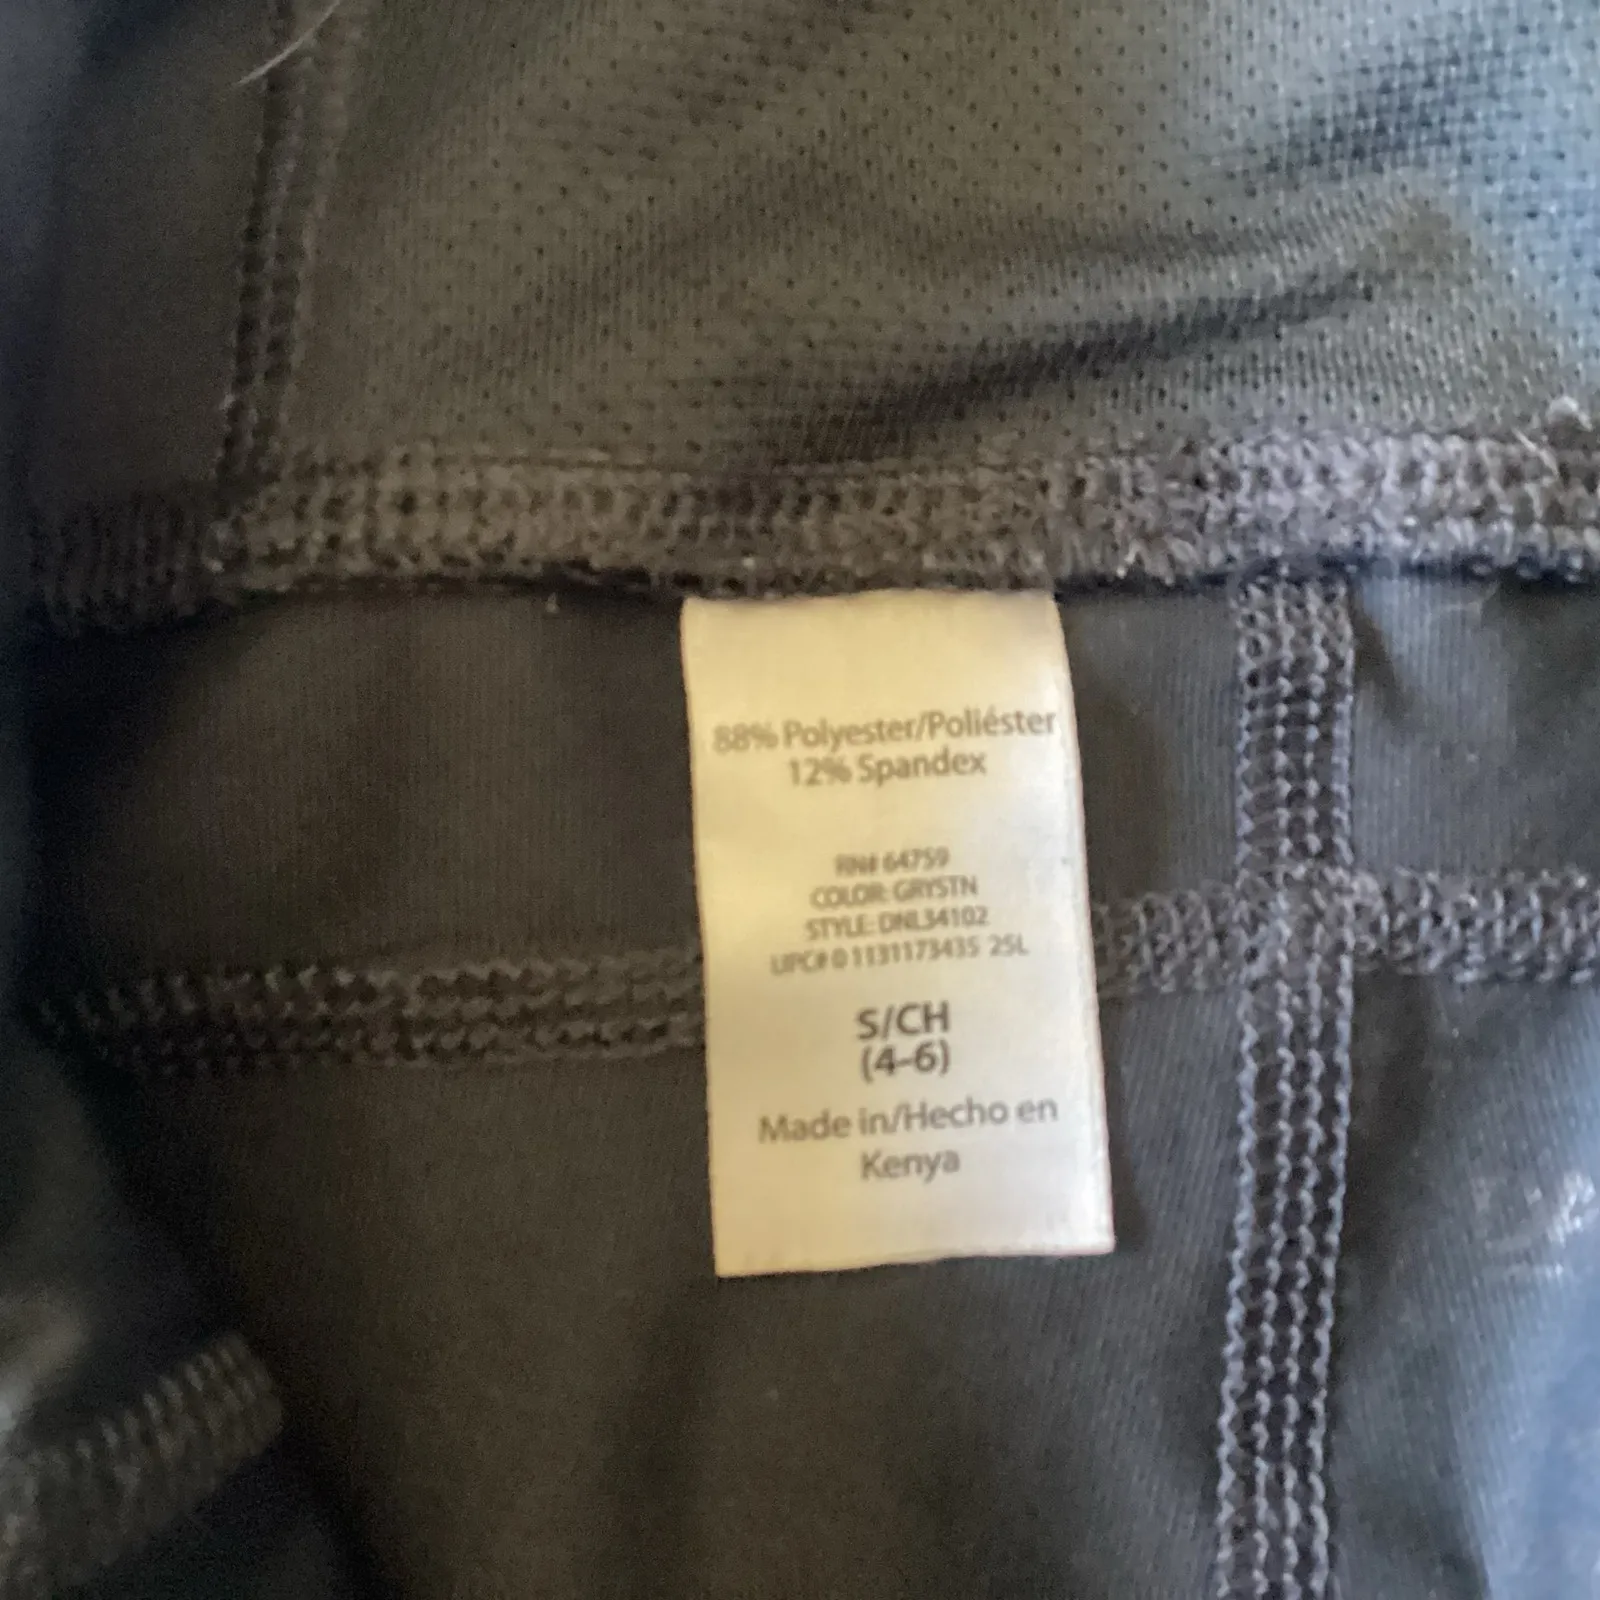 88% Polyester/Poliéster
12% Spandex
RN# 64759
COLOR: GRYSTN
STYLE: DNL34102
UPC# 0 1131173435 25L
S/CH
(4-6)
Made in/Hecho en
Kenya